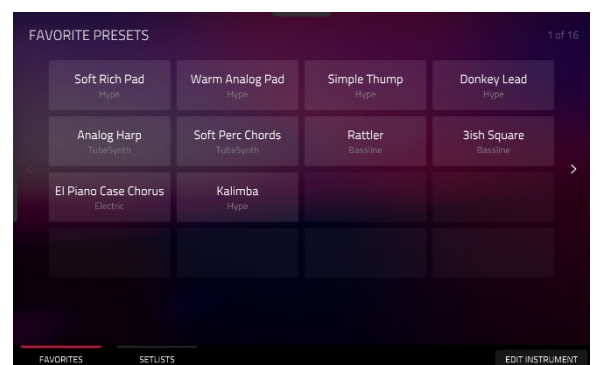 FAVORITE PRESETS
1 of 16
Soft Rich Pad
Hype
Warm Analog Pad
Hype
Simple Thump
Hype
Donkey Lead
Hype
Analog Harp
TubeSynth
Soft Perc Chords
TubeSynth
Rattler
Bassline
3ish Square
Bassline
El Piano Case Chorus
Electric
Kalimba
Hype
FAVORITES
SETLISTS
EDIT INSTRUMENT